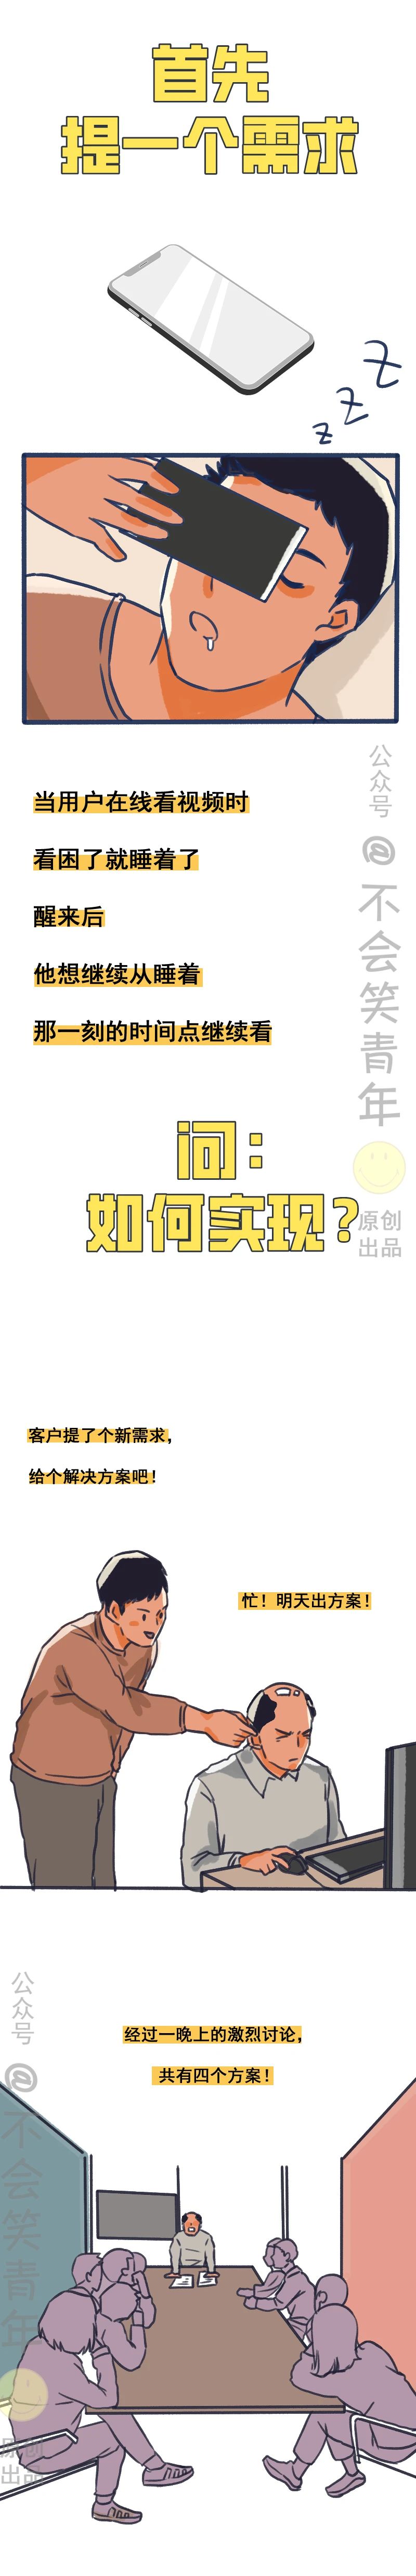 首先
提一个需求
z z Z
当用户在线看视频时
看困了就睡着了
醒来后
他想继续从睡着
那一刻的时间点继续看
公众号
@不会笑青年
原创
出品
问:
如何实现?
客户提了个新需求,
给个解决方案吧!
忙!明天出方案!
公众号
@不会笑青年
原创
出品
经过一晚上的激烈讨论,
共有四个方案!